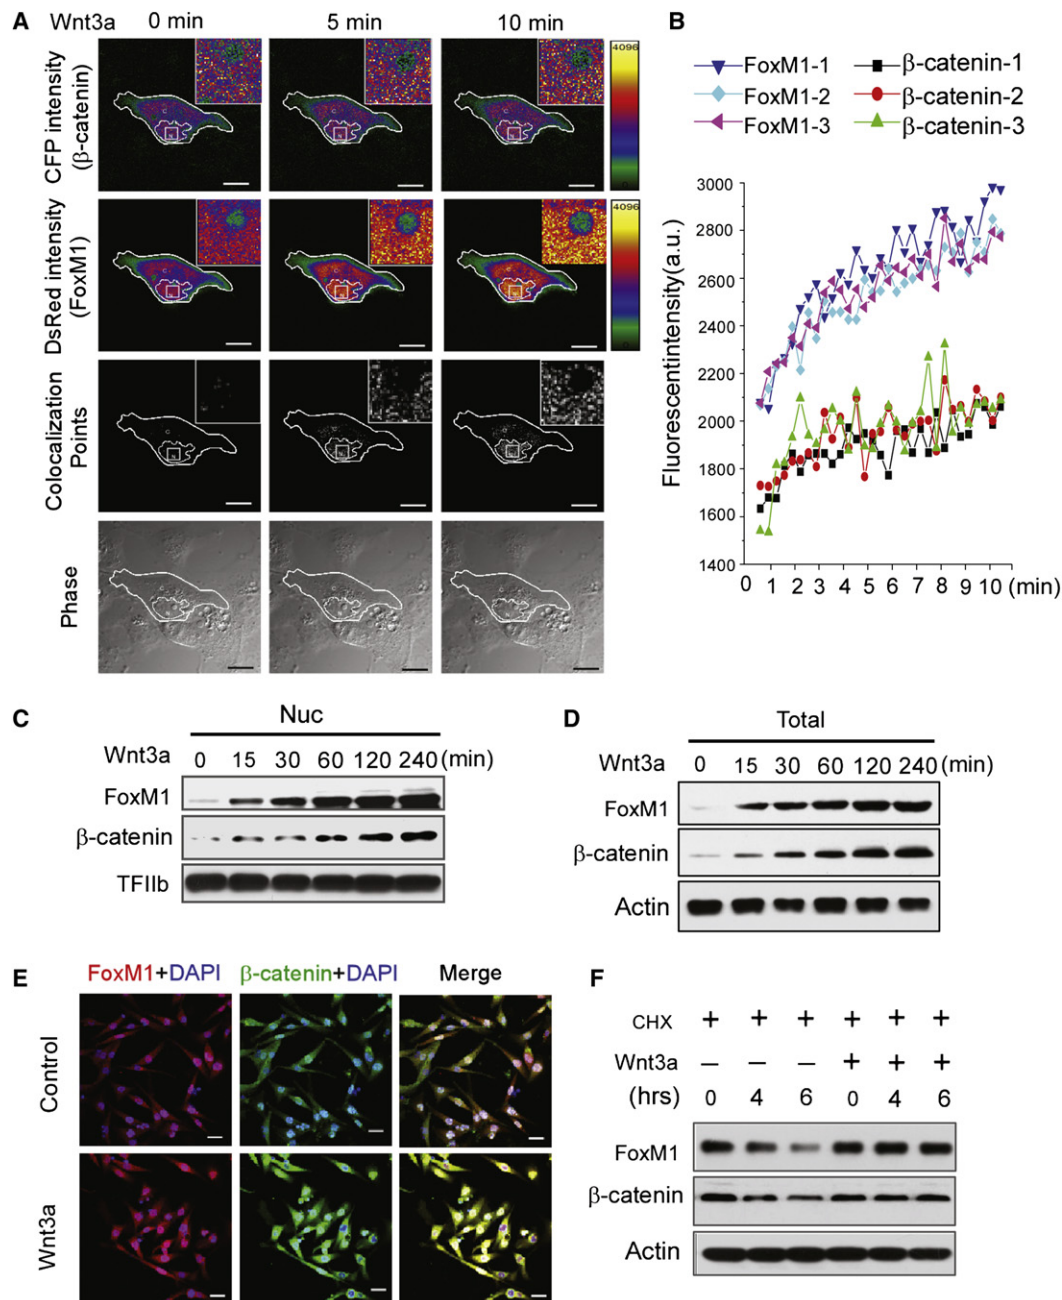 A
Wnt3a 0 min 5 min 10 min
CFP intensity
(β-catenin)
4096
0
DsRed intensity
(FoxM1)
4096
0
Colocalization
Points
Phase
B
FoxM1-1
FoxM1-2
FoxM1-3
β-catenin-1
β-catenin-2
β-catenin-3
Fluorescentintensity(a.u.)
3000
2800
2600
2400
2200
2000
1800
1600
1400
0 1 2 3 4 5 6 7 8 9 10 (min)
C
Nuc
Wnt3a 0 15 30 60 120 240 (min)
FoxM1
β-catenin
TFIIb
D
Total
Wnt3a 0 15 30 60 120 240 (min)
FoxM1
β-catenin
Actin
E
FoxM1+DAPI β-catenin+DAPI Merge
Control
Wnt3a
F
CHX + + + + + +
Wnt3a – – – + + +
(hrs) 0 4 6 0 4 6
FoxM1
β-catenin
Actin